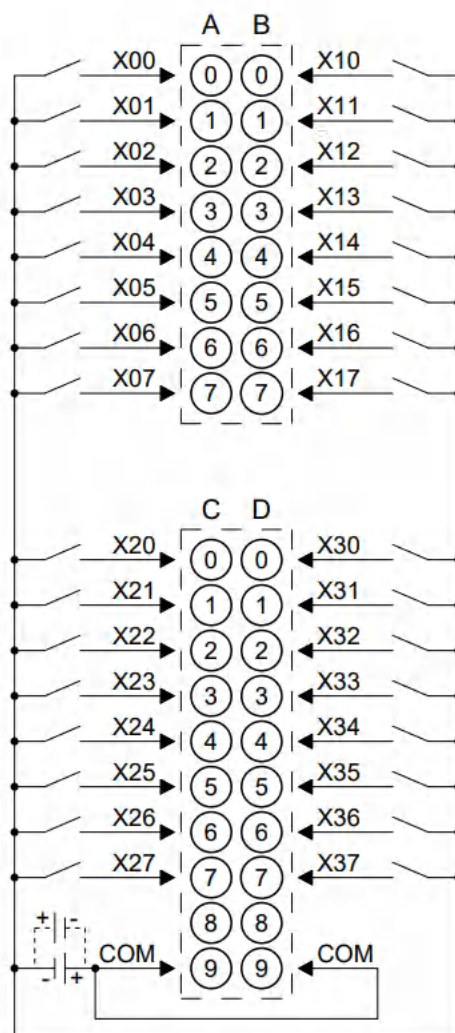 A B
X00 0 0 X10
X01 1 1 X11
X02 2 2 X12
X03 3 3 X13
X04 4 4 X14
X05 5 5 X15
X06 6 6 X16
X07 7 7 X17
C D
X20 0 0 X30
X21 1 1 X31
X22 2 2 X32
X23 3 3 X33
X24 4 4 X34
X25 5 5 X35
X26 6 6 X36
X27 7 7 X37
+ - 8 8
- + COM 9 9 COM